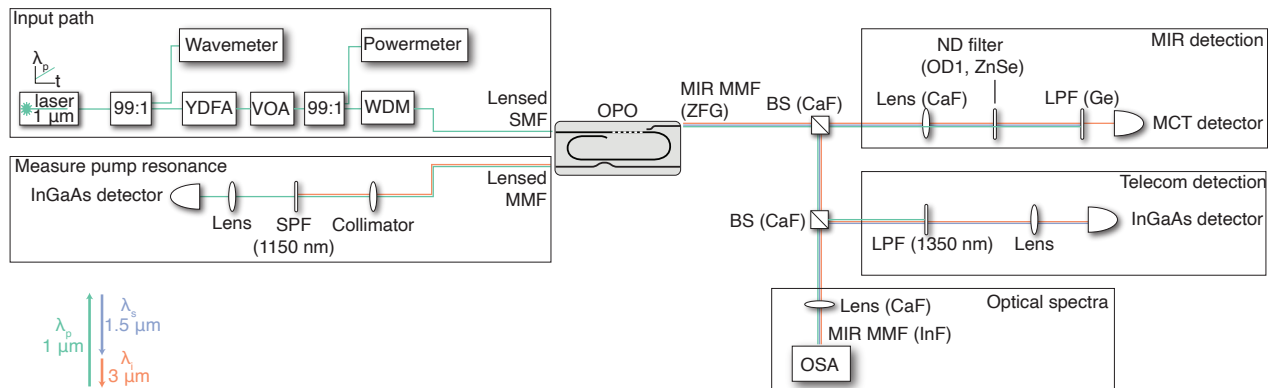 Input path
Wavemeter
Powermeter
λp
t
laser
1 μm
99:1
YDFA
VOA
99:1
WDM
Lensed
SMF
Measure pump resonance
InGaAs detector
Lens
SPF
(1150 nm)
Collimator
Lensed
MMF
OPO
MIR MMF
(ZFG)
BS (CaF)
MIR detection
ND filter
(OD1, ZnSe)
Lens (CaF)
LPF (Ge)
MCT detector
Telecom detection
BS (CaF)
LPF (1350 nm)
Lens
InGaAs detector
Optical spectra
Lens (CaF)
MIR MMF (InF)
OSA
λp
1 μm
λs
1.5 μm
λi
3 μm